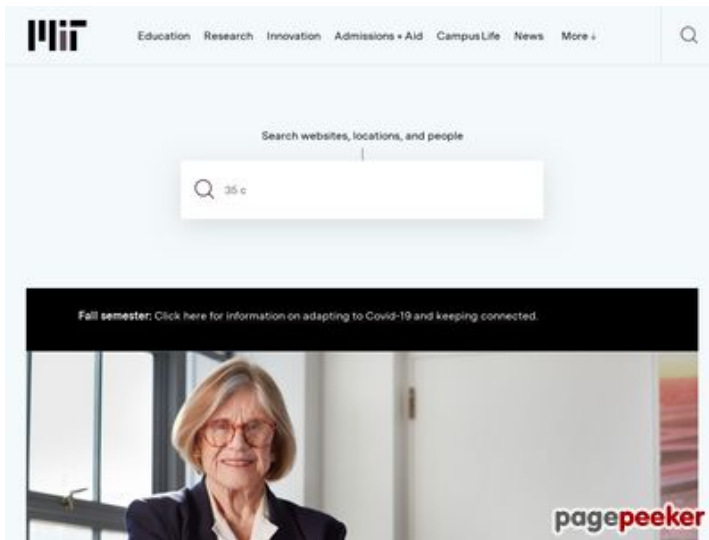 MIT
Education Research Innovation Admissions + Aid Campus Life News More ↓
Search websites, locations, and people
35 c
Fall semester: Click here for information on adapting to Covid-19 and keeping connected.
pagepeeker